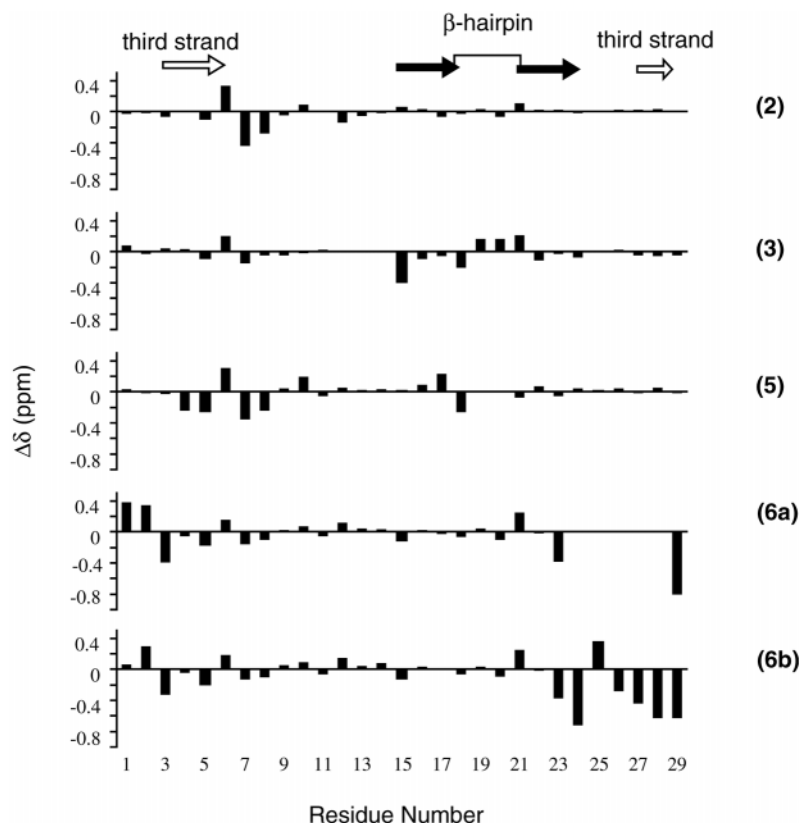 β-hairpin
third strand
third strand
0.4
0
-0.4
-0.8
(2)
0.4
0
-0.4
-0.8
(3)
0.4
0
-0.4
-0.8
(5)
0.4
0
-0.4
-0.8
(6a)
0.4
0
-0.4
-0.8
(6b)
Δδ (ppm)
1 3 5 7 9 11 13 15 17 19 21 23 25 27 29
Residue Number